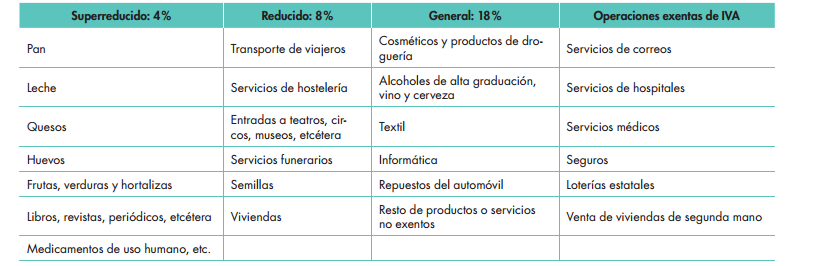 Superreducido: 4 % Reducido: 8 % General: 18 % Operaciones exentas de IVA
Pan Transporte de viajeros Cosméticos y productos de dro-
guería Servicios de correos
Leche Servicios de hostelería Alcoholes de alta graduación,
vino y cerveza Servicios de hospitales
Quesos Entradas a teatros, cir-
cos, museos, etcétera Textil Servicios médicos
Huevos Servicios funerarios Informática Seguros
Frutas, verduras y hortalizas Semillas Repuestos del automóvil Loterías estatales
Libros, revistas, periódicos, etcétera Viviendas Resto de productos o servicios
no exentos Venta de viviendas de segunda mano
Medicamentos de uso humano, etc.